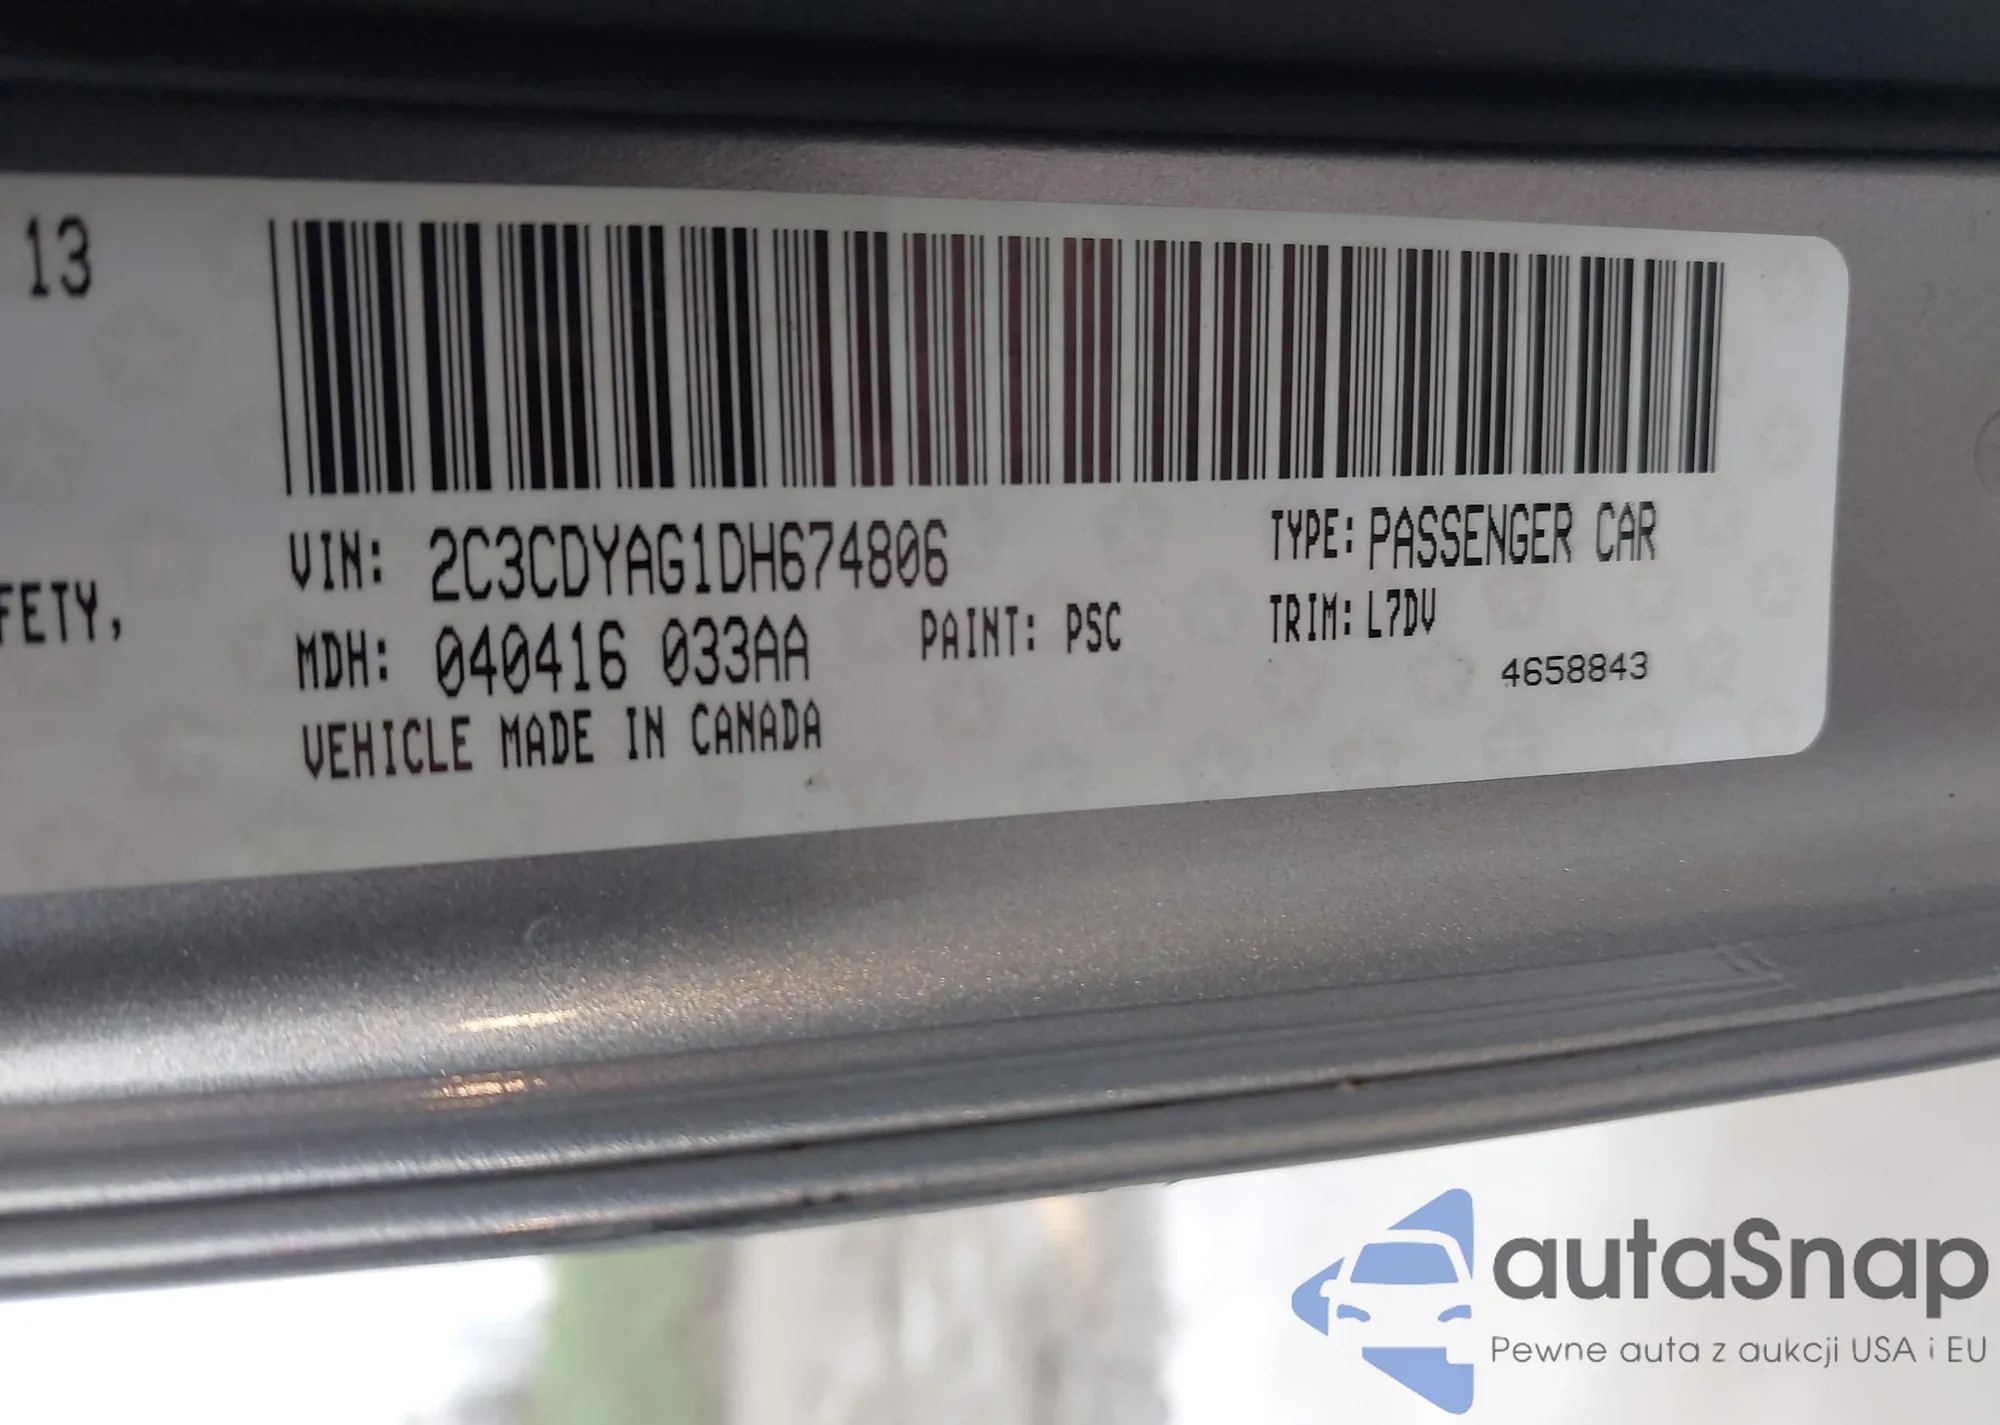 13
FETY,
VIN: 2C3CDYAG1DH674806
TYPE: PASSENGER CAR
MDH: 040416 033AA
PAINT: PSC
TRIM: L7DV
4658843
VEHICLE MADE IN CANADA
autaSnap
Pewne auta z aukcji USA i EU